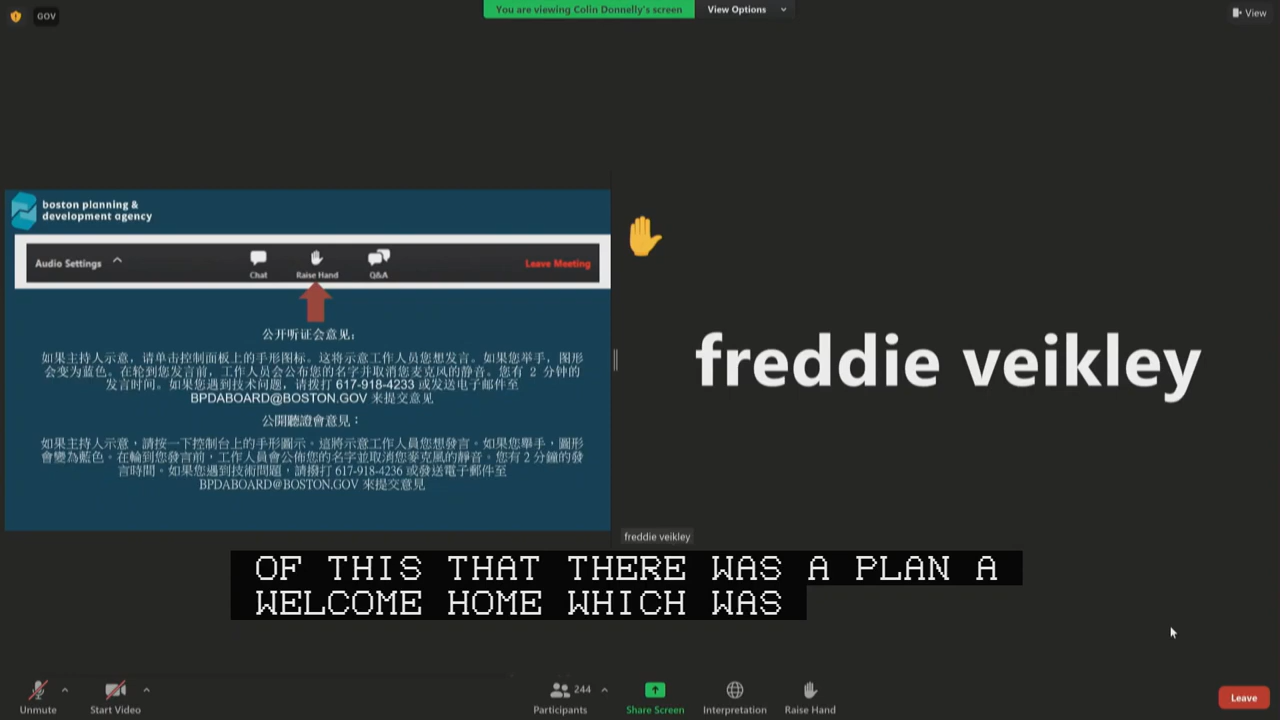 GOV
You are viewing Colin Donnelly's screen
View Options
View
boston planning &
development agency
Audio Settings
Chat
Raise Hand
Q&A
Leave Meeting
公开听证会意见：
如果主持人示意，请单击控制面板上的手形图标。这将示意工作人员您想发言。如果您举手，图形
会变为蓝色。在轮到您发言前，工作人员会公布您的名字并取消您麦克风的静音。您有 2 分钟的
发言时间。如果您遇到技术问题，请拨打 617-918-4233 或发送电子邮件至
BPDABOARD@BOSTON.GOV 来提交意见
公開聽證會意見：
如果主持人示意，請按一下控制台上的手形圖示。這將示意工作人員您想發言。如果您舉手，圖形
會變為藍色。在輪到您發言前，工作人員會公佈您的名字並取消您麥克風的靜音。您有 2 分鐘的發
言時間。如果您遇到技術問題，請撥打 617-918-4236 或發送電子郵件至
BPDABOARD@BOSTON.GOV 來提交意見
freddie veikley
freddie veikley
OF THIS THAT THERE WAS A PLAN A
WELCOME HOME WHICH WAS
Unmute
Start Video
244
Participants
Share Screen
Interpretation
Raise Hand
Leave